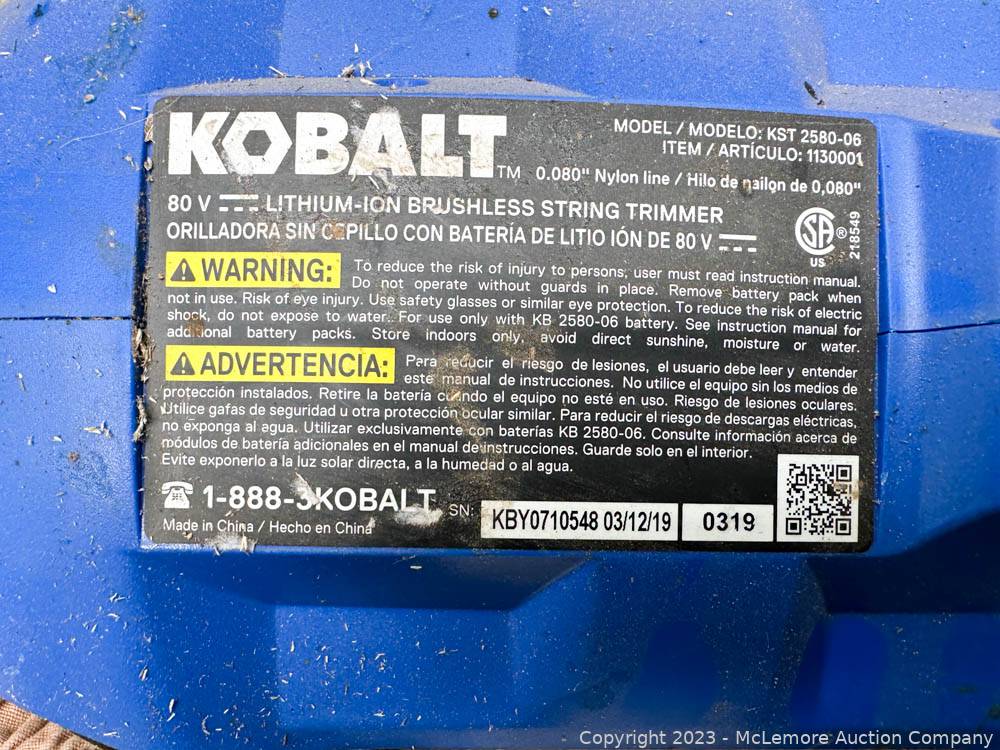 KOBALT TM
MODEL / MODELO: KST 2580-06
ITEM / ARTÍCULO: 1130001
0.080" Nylon line / Hilo de nailon de 0,080"
80 V LITHIUM-ION BRUSHLESS STRING TRIMMER
ORILLADORA SIN CEPILLO CON BATERÍA DE LITIO IÓN DE 80 V
SA ® US 218549
WARNING: To reduce the risk of injury to persons, user must read instruction manual.
Do not operate without guards in place. Remove battery pack when
not in use. Risk of eye injury. Use safety glasses or similar eye protection. To reduce the risk of electric
shock, do not expose to water. For use only with KB 2580-06 battery. See instruction manual for
additional battery packs. Store indoors only, avoid direct sunshine, moisture or water.
ADVERTENCIA: Para reducir el riesgo de lesiones, el usuario debe leer y entender
este manual de instrucciones. No utilice el equipo sin los medios de
protección instalados. Retire la batería cuando el equipo no esté en uso. Riesgo de lesiones oculares.
Utilice gafas de seguridad u otra protección ocular similar. Para reducir el riesgo de descargas eléctricas,
no exponga al agua. Utilizar exclusivamente con baterías KB 2580-06. Consulte información acerca de
módulos de batería adicionales en el manual de instrucciones. Guarde solo en el interior.
Evite exponerlo a la luz solar directa, a la humedad o al agua.
1-888-3KOBALT SN: KBY0710548 03/12/19 0319
Made in China / Hecho en China
Copyright 2023 - McLemore Auction Company